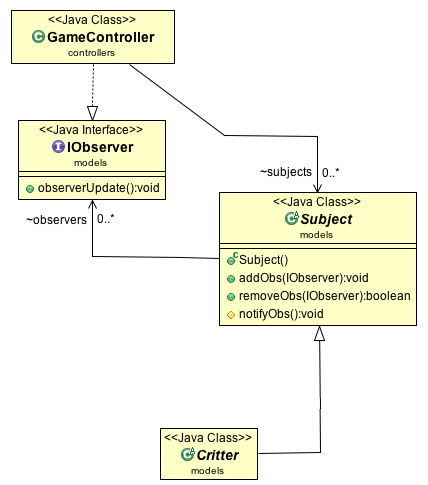 <<Java Class>>
GameController
controllers
<<Java Interface>>
IObserver
models
observerUpdate():void
~subjects 0..*
~observers 0..*
<<Java Class>>
Subject
models
Subject()
addObs(IObserver):void
removeObs(IObserver):boolean
notifyObs():void
<<Java Class>>
Critter
models